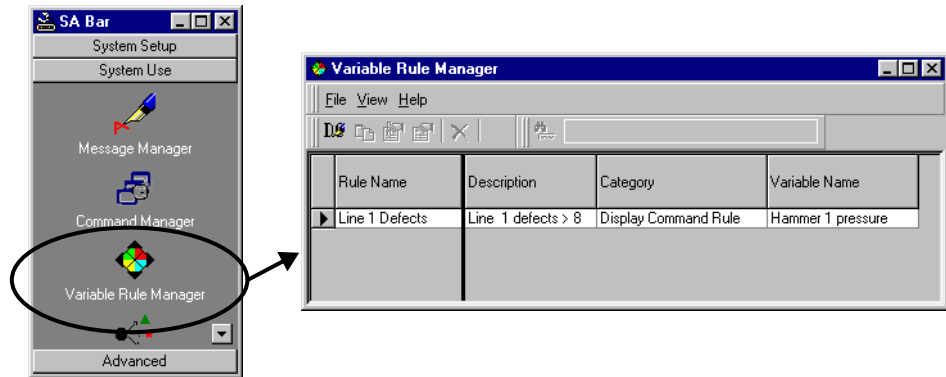 SA Bar
System Setup
System Use
Message Manager
Command Manager
Variable Rule Manager
Advanced
Variable Rule Manager
File View Help
Rule Name Description Category Variable Name
Line 1 Defects Line 1 defects > 8 Display Command Rule Hammer 1 pressure